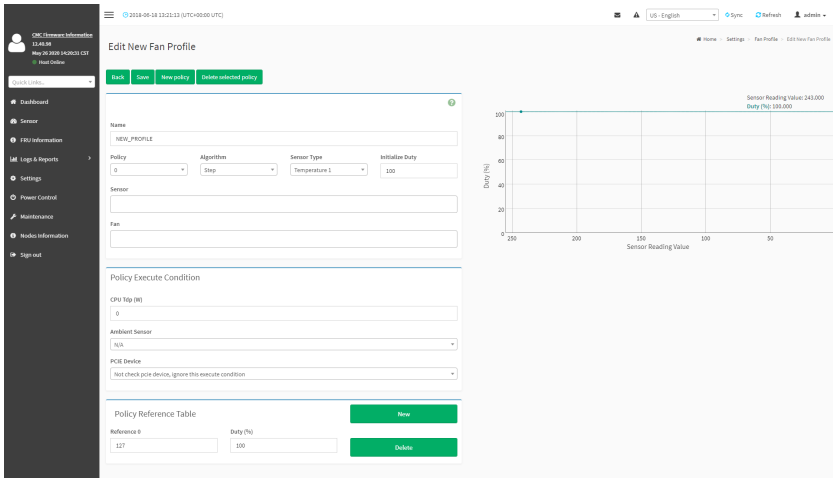 2018-06-18 12:21:13 (UTC+00:00 UTC)
US - English
Sync
Refresh
admin
CMC Firmware Information
12.40.98
May 26 2020 14:20:31 CST
Host Online
Quick Links...
Dashboard
Sensor
FRU Information
Logs & Reports
Settings
Power Control
Maintenance
Nodes Information
Sign out
Edit New Fan Profile
Home > Settings > Fan Profile > Edit New Fan Profile
Back
Save
New policy
Delete selected policy
Name
NEW_PROFILE
Policy
Algorithm
Sensor Type
Initialize Duty
0
Step
Temperature 1
100
Sensor
Fan
Policy Execute Condition
CPU Tdp (W)
0
Ambient Sensor
N/A
PCIE Device
Not check pcie device, ignore this execute condition
Policy Reference Table
New
Reference 0
Duty (%)
127
100
Delete
Sensor Reading Value: 243.000
Duty (%): 100.000
100
80
60
40
20
0
Duty (%)
250
200
150
100
50
Sensor Reading Value